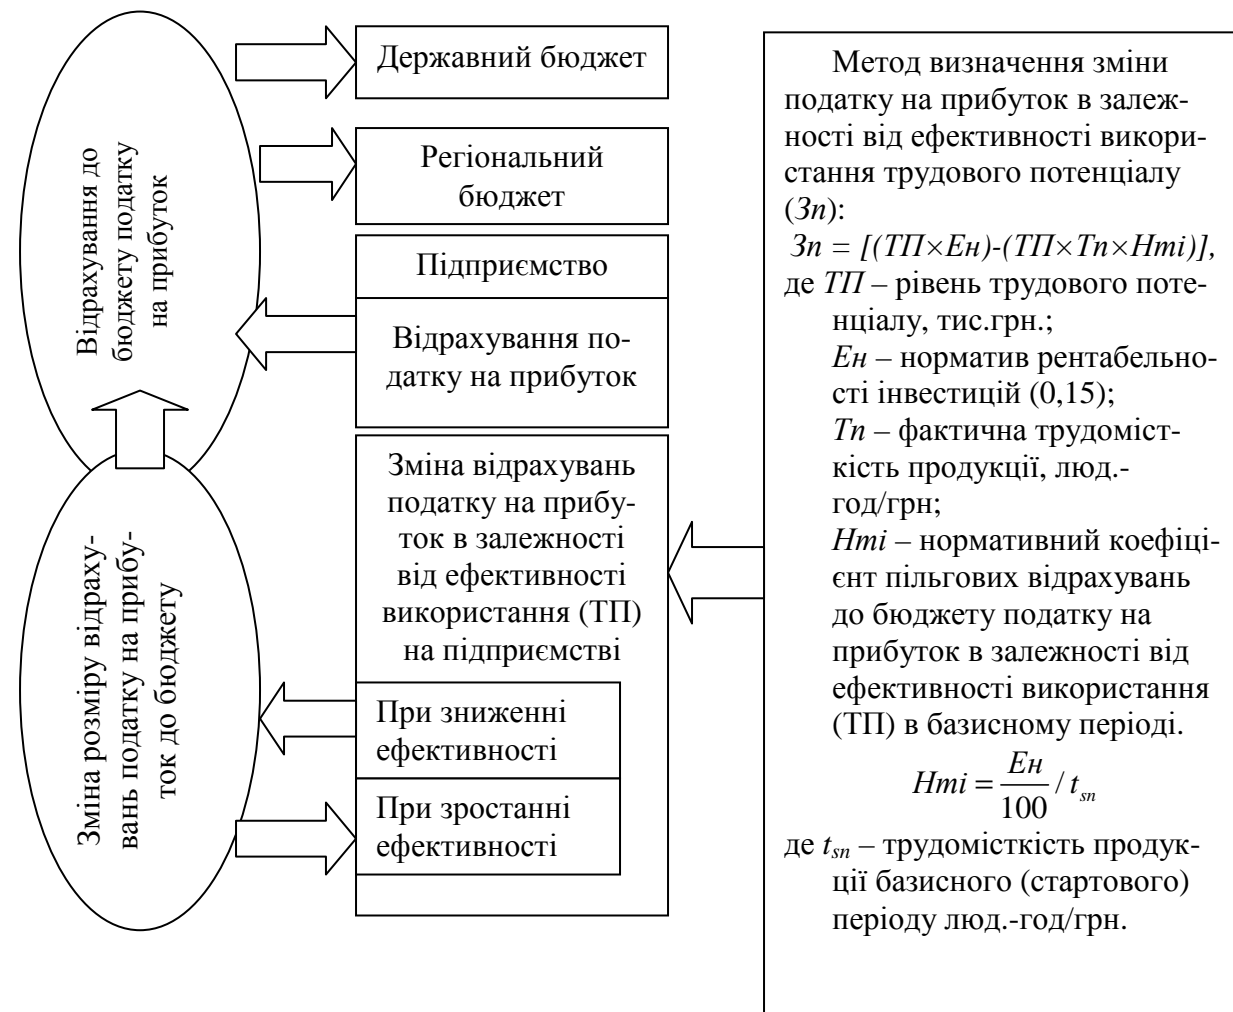 Відрахування до
бюджету податку
на прибуток
Зміна розміру відраху-
вань податку на прибу-
ток до бюджету
Державний бюджет
Регіональний
бюджет
Підприємство
Відрахування по-
датку на прибуток
Зміна відрахувань
податку на прибу-
ток в залежності
від ефективності
використання (ТП)
на підприємстві
При зниженні
ефективності
При зростанні
ефективності
Метод визначення зміни
податку на прибуток в залеж-
ності від ефективності викори-
стання трудового потенціалу
(Зп):
Зп = [(ТП×Ен)-(ТП×Тп×Нті)],
де ТП – рівень трудового поте-
нціалу, тис.грн.;
Ен – норматив рентабельно-
сті інвестицій (0,15);
Тп – фактична трудоміст-
кість продукції, люд.-
год/грн;
Нті – нормативний коефіці-
єнт пільгових відрахувань
до бюджету податку на
прибуток в залежності від
ефективності використання
(ТП) в базисному періоді.
Нті = Ен/100 / t_sn
де t_sn – трудомісткість продук-
ції базисного (стартового)
періоду люд.-год/грн.